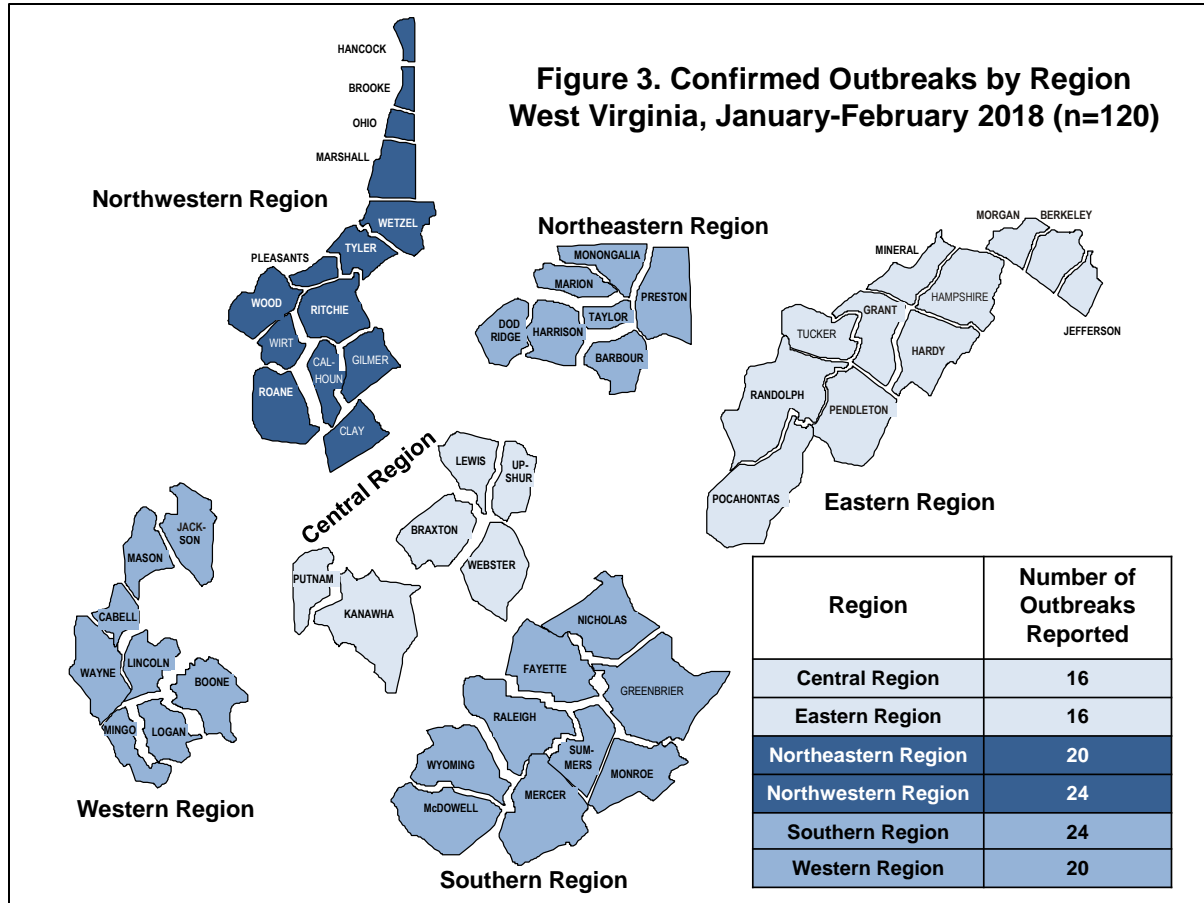 Figure 3. Confirmed Outbreaks by Region
West Virginia, January-February 2018 (n=120)
HANCOCK
BROOKE
OHIO
MARSHALL
Northwestern Region
WETZEL
TYLER
PLEASANTS
WOOD
RITCHIE
WIRT
CAL-
HOUN
GILMER
ROANE
CLAY
Northeastern Region
MONONGALIA
MARION
PRESTON
TAYLOR
DOD
RIDGE
HARRISON
BARBOUR
MORGAN
BERKELEY
MINERAL
HAMPSHIRE
GRANT
JEFFERSON
TUCKER
HARDY
RANDOLPH
PENDLETON
POCAHONTAS
Eastern Region
Central Region
LEWIS
UP-
SHUR
BRAXTON
WEBSTER
PUTNAM
KANAWHA
JACK-
SON
MASON
CABELL
WAYNE
LINCOLN
BOONE
MINGO
LOGAN
Western Region
NICHOLAS
FAYETTE
GREENBRIER
RALEIGH
SUM-
MERS
WYOMING
MONROE
MERCER
McDOWELL
Southern Region
Region
Number of
Outbreaks
Reported
Central Region 16
Eastern Region 16
Northeastern Region 20
Northwestern Region 24
Southern Region 24
Western Region 20